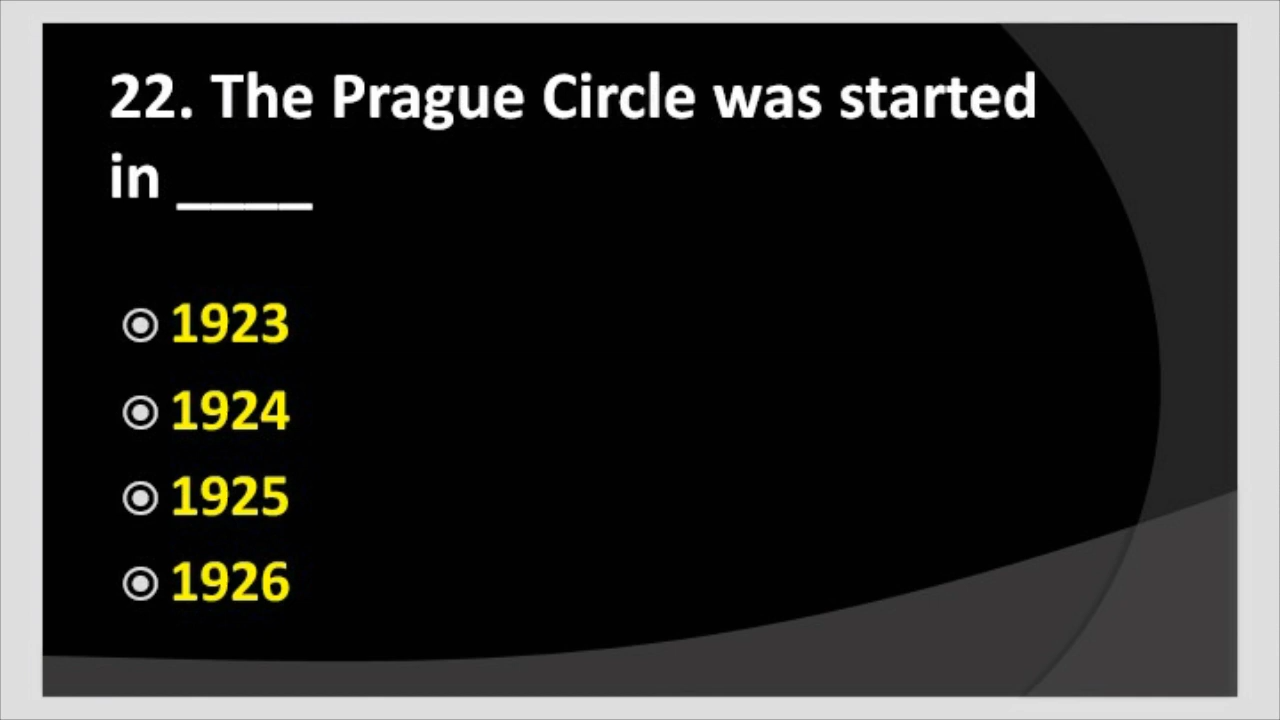 22. The Prague Circle was started
in ____
1923
1924
1925
1926